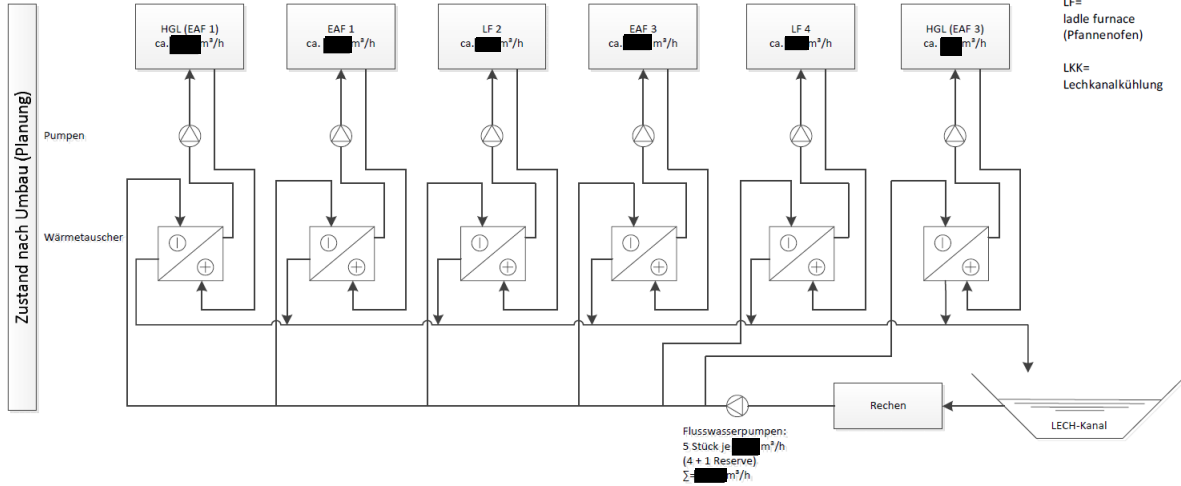 Zustand nach Umbau (Planung)
HGL (EAF 1)
ca. m³/h
EAF 1
ca. m³/h
LF 2
ca. m³/h
EAF 3
ca. m³/h
LF 4
ca. m³/h
HGL (EAF 3)
ca. m³/h
LF=
ladle furnace
(Pfannenofen)
LKK=
Lechkanalkühlung
Pumpen
Wärmetauscher
Rechen
LECH-Kanal
Flusswasserpumpen:
5 Stück je m³/h
(4 + 1 Reserve)
∑= m³/h